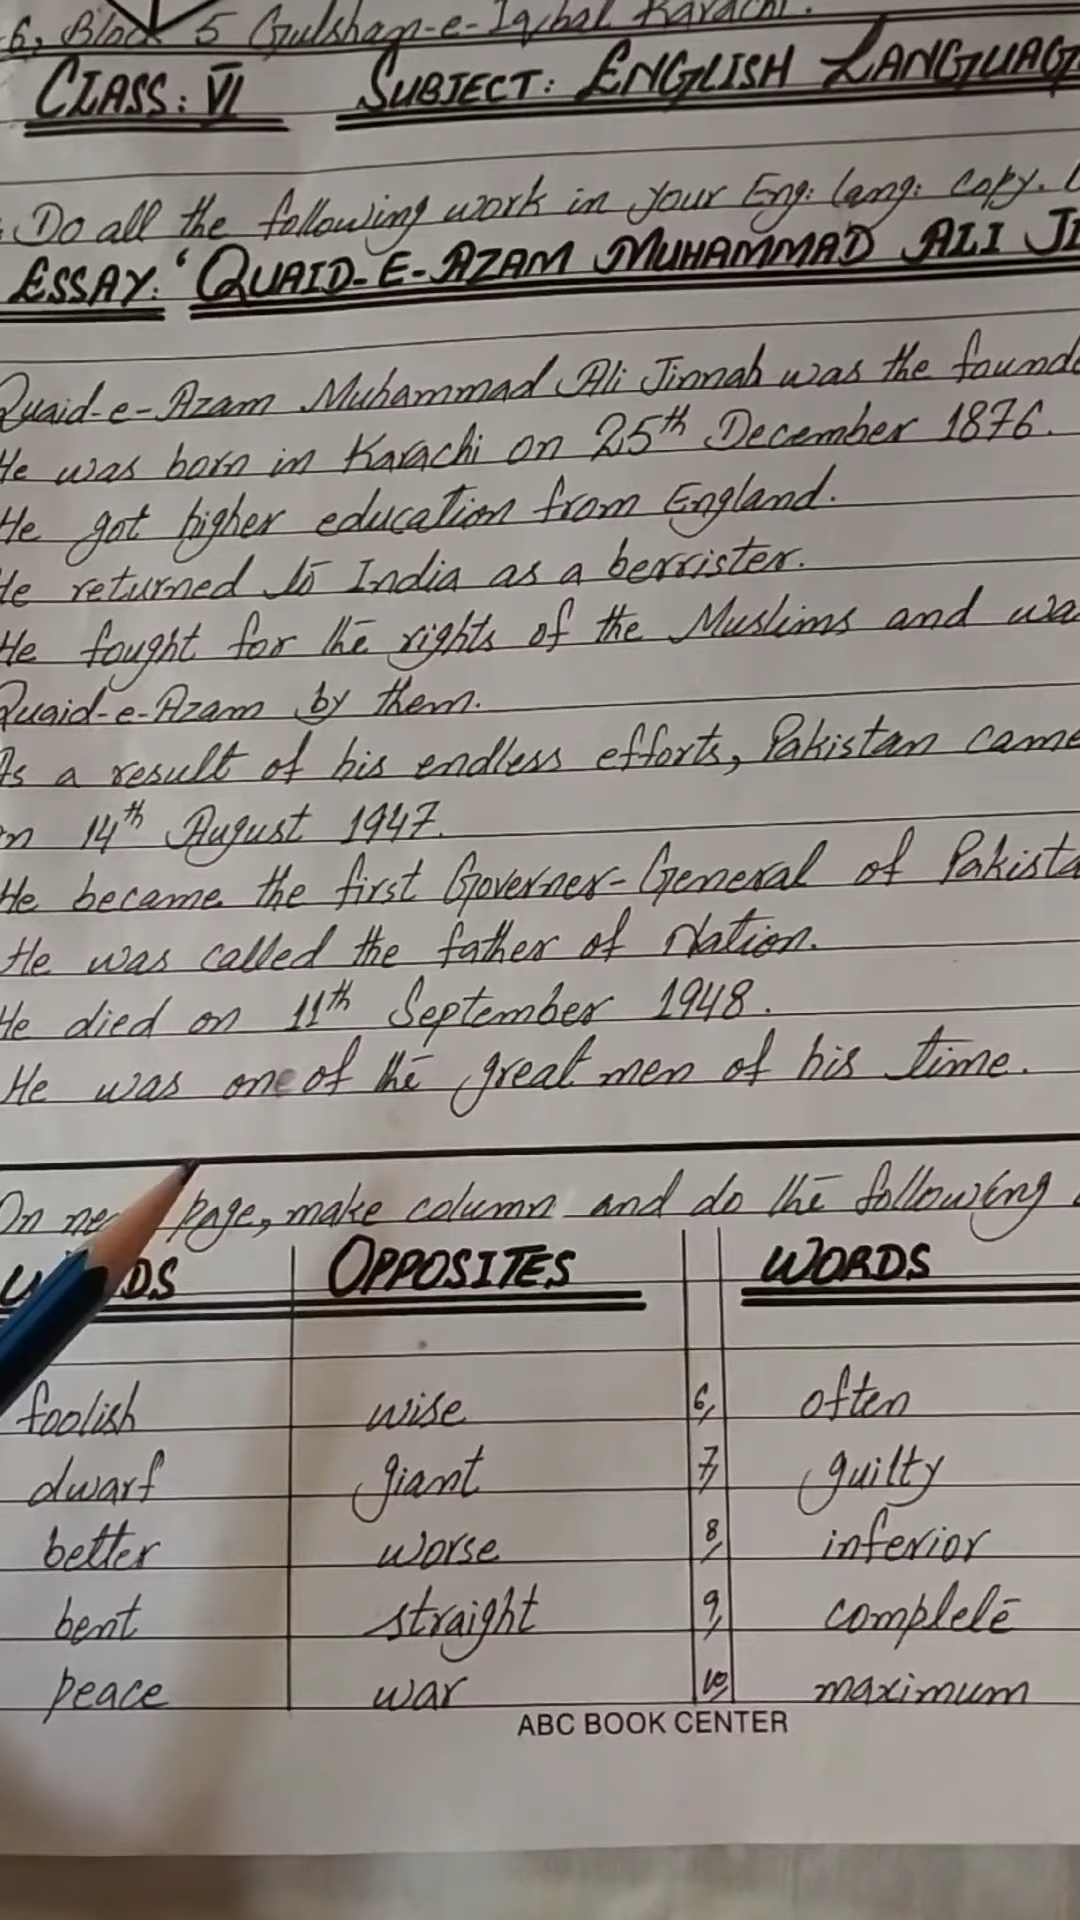 6, Block 5 Gulshan-e-Iqbal Karachi.
CLASS: VI SUBJECT: ENGLISH LANGUAG
Do all the following work in your Eng: lang: copy.
ESSAY: ‘QUAID-E-AZAM MUHAMMAD ALI JI
Quaid-e-Azam Muhammad Ali Jinnah was the founde
He was born in Karachi on 25th December 1876.
He got higher education from England.
He returned to India as a berrister.
He fought for the rights of the Muslims and wa
Quaid-e-Azam by them.
As a result of his endless efforts, Pakistan came
on 14th August 1947.
He became the first Governer-General of Pakista
He was called the father of Nation.
He died on 11th September 1948.
He was one of the great men of his time.
On page, make column and do the following
OPPOSITES WORDS
foolish wise 6, often
dwarf giant 7, guilty
better worse 8, inferior
bent straight 9, complete
peace war 10, maximum
ABC BOOK CENTER